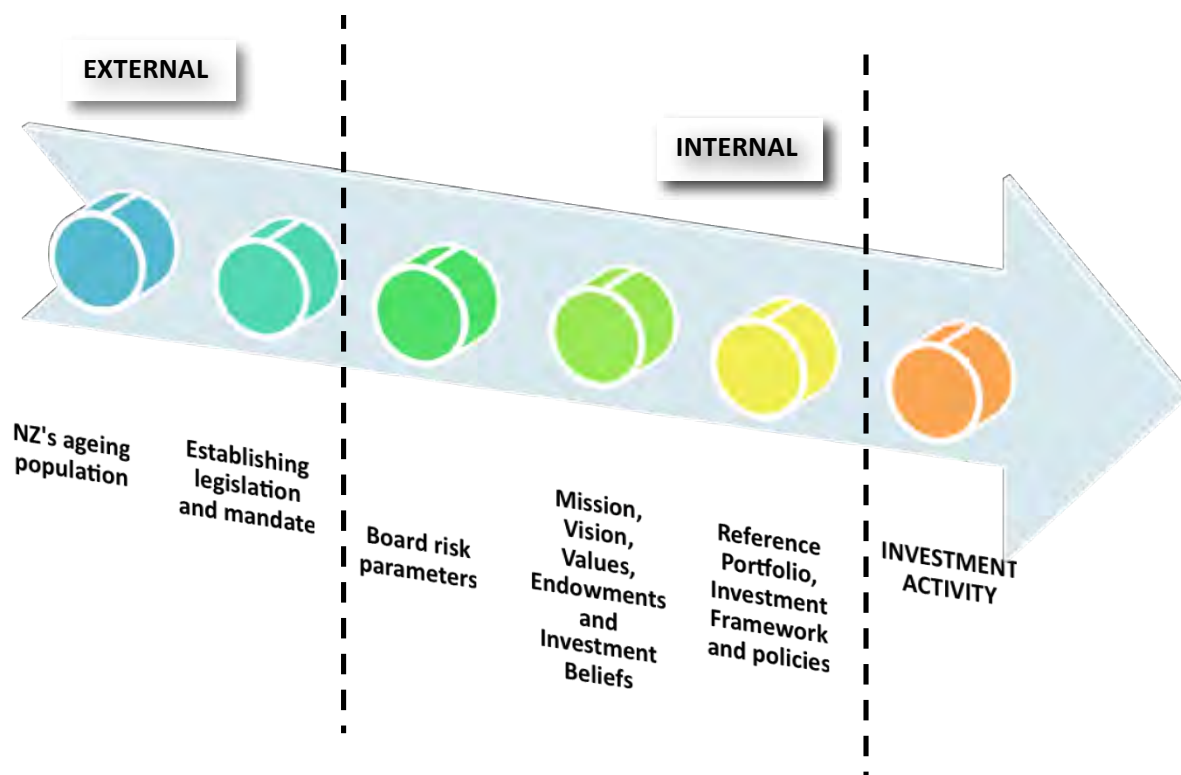 EXTERNAL
INTERNAL
NZ's ageing
population
Establishing
legislation
and mandate
Board risk
parameters
Mission,
Vision,
Values,
Endowments
and
Investment
Beliefs
Reference
Portfolio,
Investment
Framework
and policies
INVESTMENT
ACTIVITY